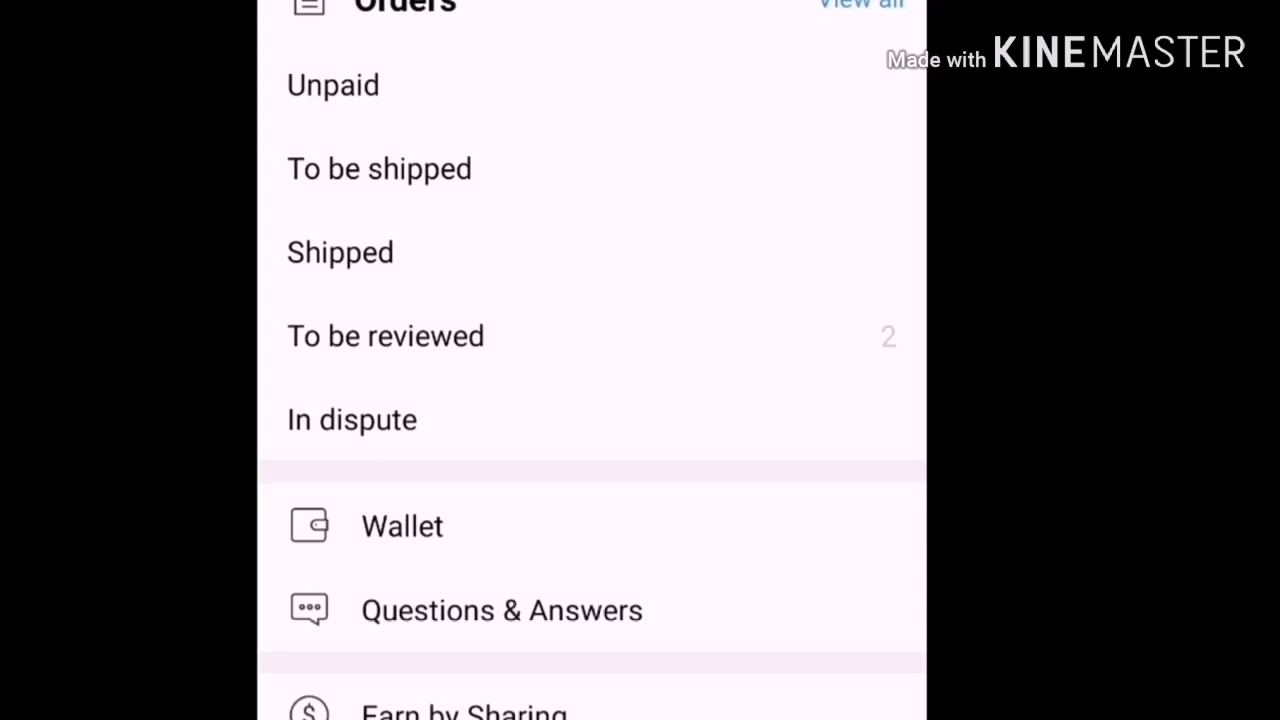 Orders
View all
Made with KINEMASTER
Unpaid
To be shipped
Shipped
To be reviewed
2
In dispute
Wallet
Questions & Answers
Earn by Sharing